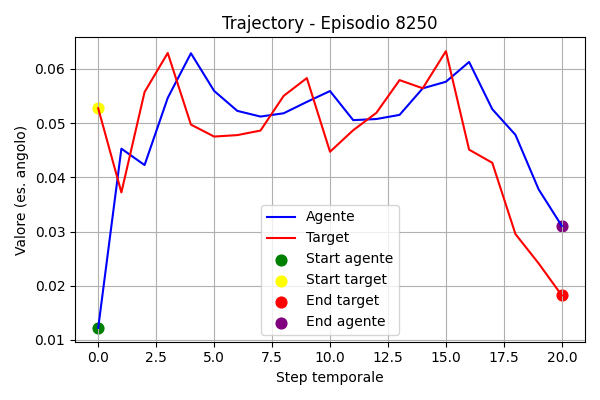 Trajectory - Episodio 8250
Valore (es. angolo)
0.06
0.05
0.04
0.03
0.02
0.01
Agente
Target
Start agente
Start target
End target
End agente
0.0 2.5 5.0 7.5 10.0 12.5 15.0 17.5 20.0
Step temporale